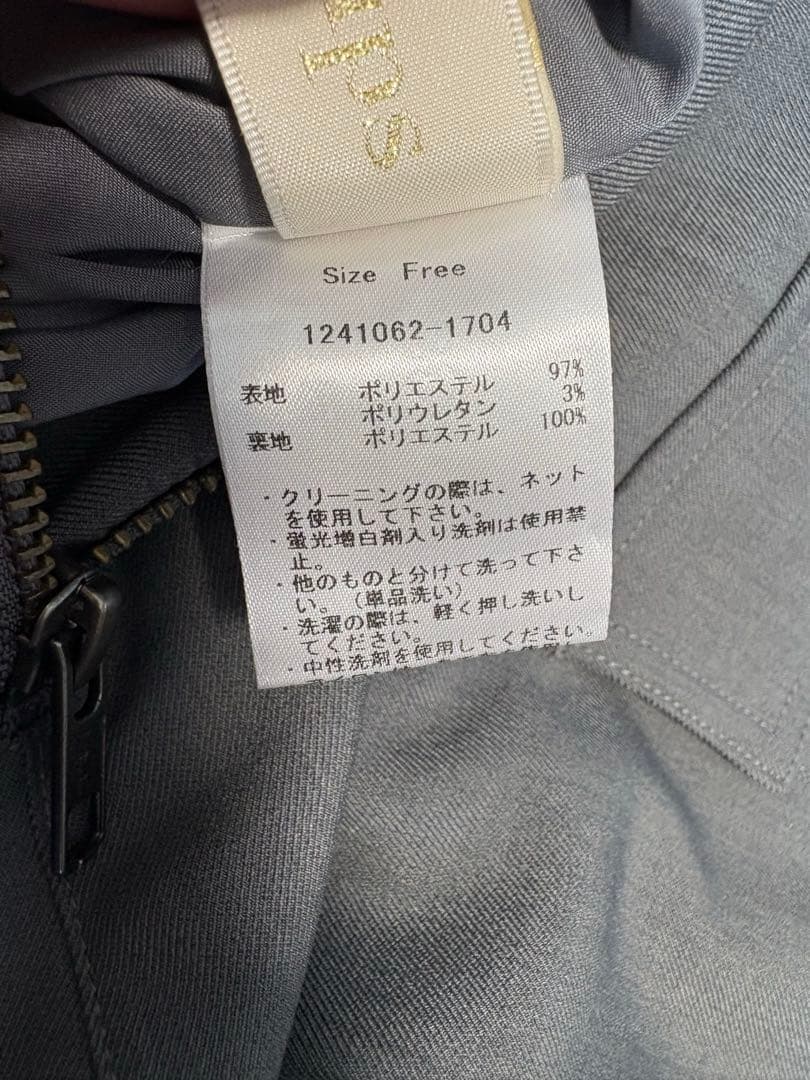 ups
Size Free
1241062-1704
表地 ポリエステル 97%
ポリウレタン 3%
裏地 ポリエステル 100%
・クリーニングの際は、ネット
を使用して下さい。
・蛍光増白剤入り洗剤は使用禁
止。
・他のものと分けて洗って下さ
い。（単品洗い）
・洗濯の際は、軽く押し洗いし
てください。
・中性洗剤を使用してください。